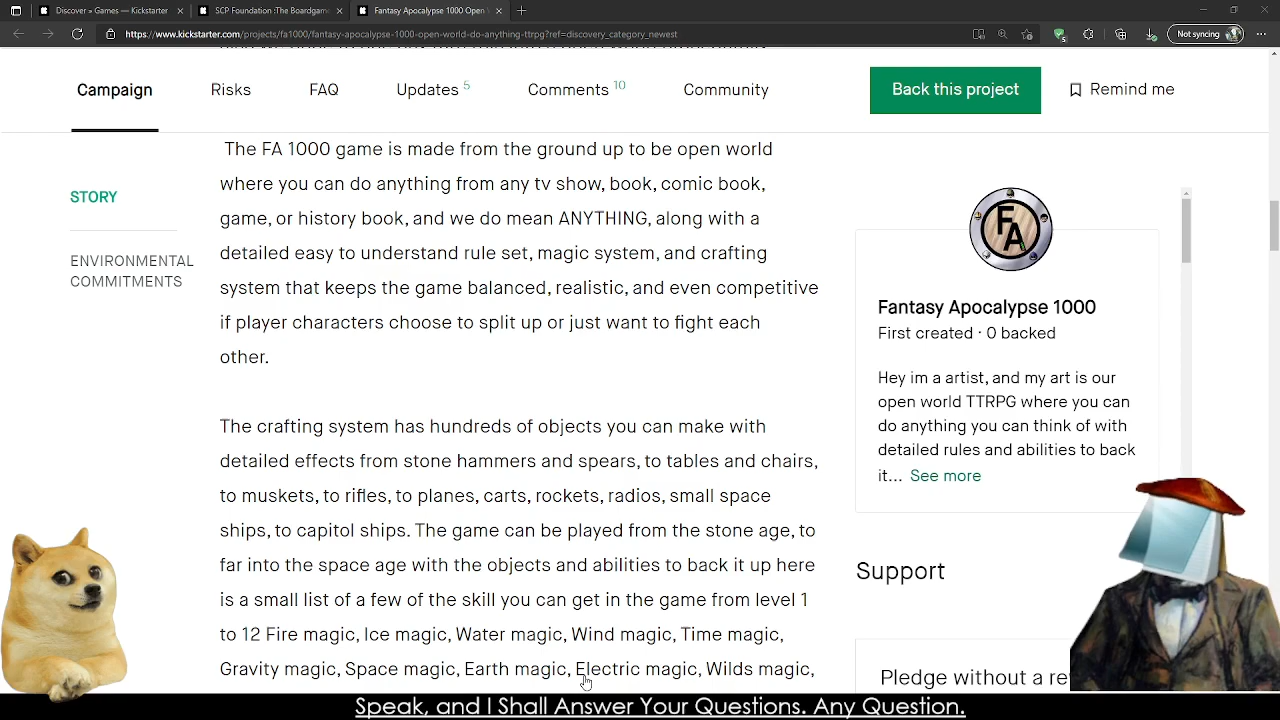 Discover » Games — Kickstarter
SCP Foundation :The Boardgam
Fantasy Apocalypse 1000 Open
https://www.kickstarter.com/projects/fa1000/fantasy-apocalypse-1000-open-world-do-anything-ttrpg?ref=discovery_category_newest
Not syncing
Campaign
Risks
FAQ
Updates 5
Comments 10
Community
Back this project
Remind me
STORY
ENVIRONMENTAL
COMMITMENTS
The FA 1000 game is made from the ground up to be open world
where you can do anything from any tv show, book, comic book,
game, or history book, and we do mean ANYTHING, along with a
detailed easy to understand rule set, magic system, and crafting
system that keeps the game balanced, realistic, and even competitive
if player characters choose to split up or just want to fight each
other.
The crafting system has hundreds of objects you can make with
detailed effects from stone hammers and spears, to tables and chairs,
to muskets, to rifles, to planes, carts, rockets, radios, small space
ships, to capitol ships. The game can be played from the stone age, to
far into the space age with the objects and abilities to back it up here
is a small list of a few of the skill you can get in the game from level 1
to 12 Fire magic, Ice magic, Water magic, Wind magic, Time magic,
Gravity magic, Space magic, Earth magic, Electric magic, Wilds magic,
FA
Fantasy Apocalypse 1000
First created · 0 backed
Hey im a artist, and my art is our
open world TTRPG where you can
do anything you can think of with
detailed rules and abilities to back
it... See more
Support
Pledge without a re
Speak, and I Shall Answer Your Questions. Any Question.